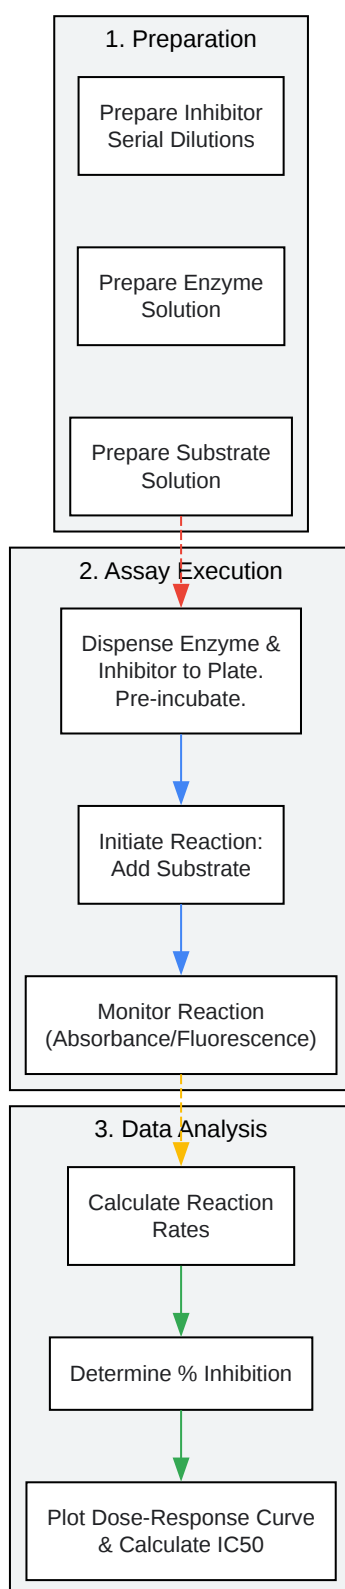 1. Preparation
Prepare Inhibitor
Serial Dilutions
Prepare Enzyme
Solution
Prepare Substrate
Solution
2. Assay Execution
Dispense Enzyme &
Inhibitor to Plate.
Pre-incubate.
Initiate Reaction:
Add Substrate
Monitor Reaction
(Absorbance/Fluorescence)
3. Data Analysis
Calculate Reaction
Rates
Determine % Inhibition
Plot Dose-Response Curve
& Calculate IC50